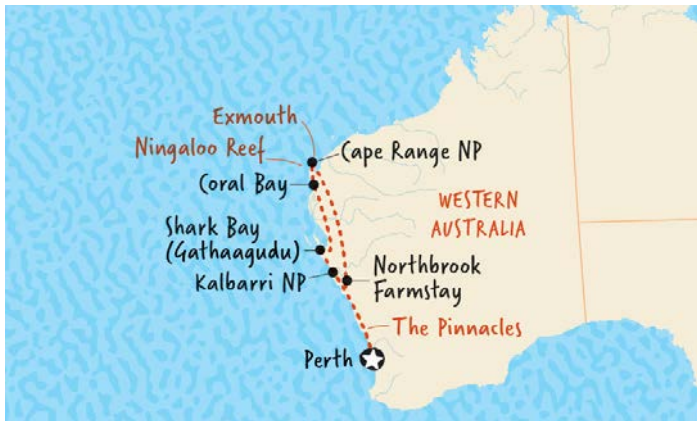 Exmouth
Ningaloo Reef
Cape Range NP
Coral Bay
WESTERN
AUSTRALIA
Shark Bay
(Gathaagudu)
Kalbarri NP
Northbrook
Farmstay
The Pinnacles
Perth